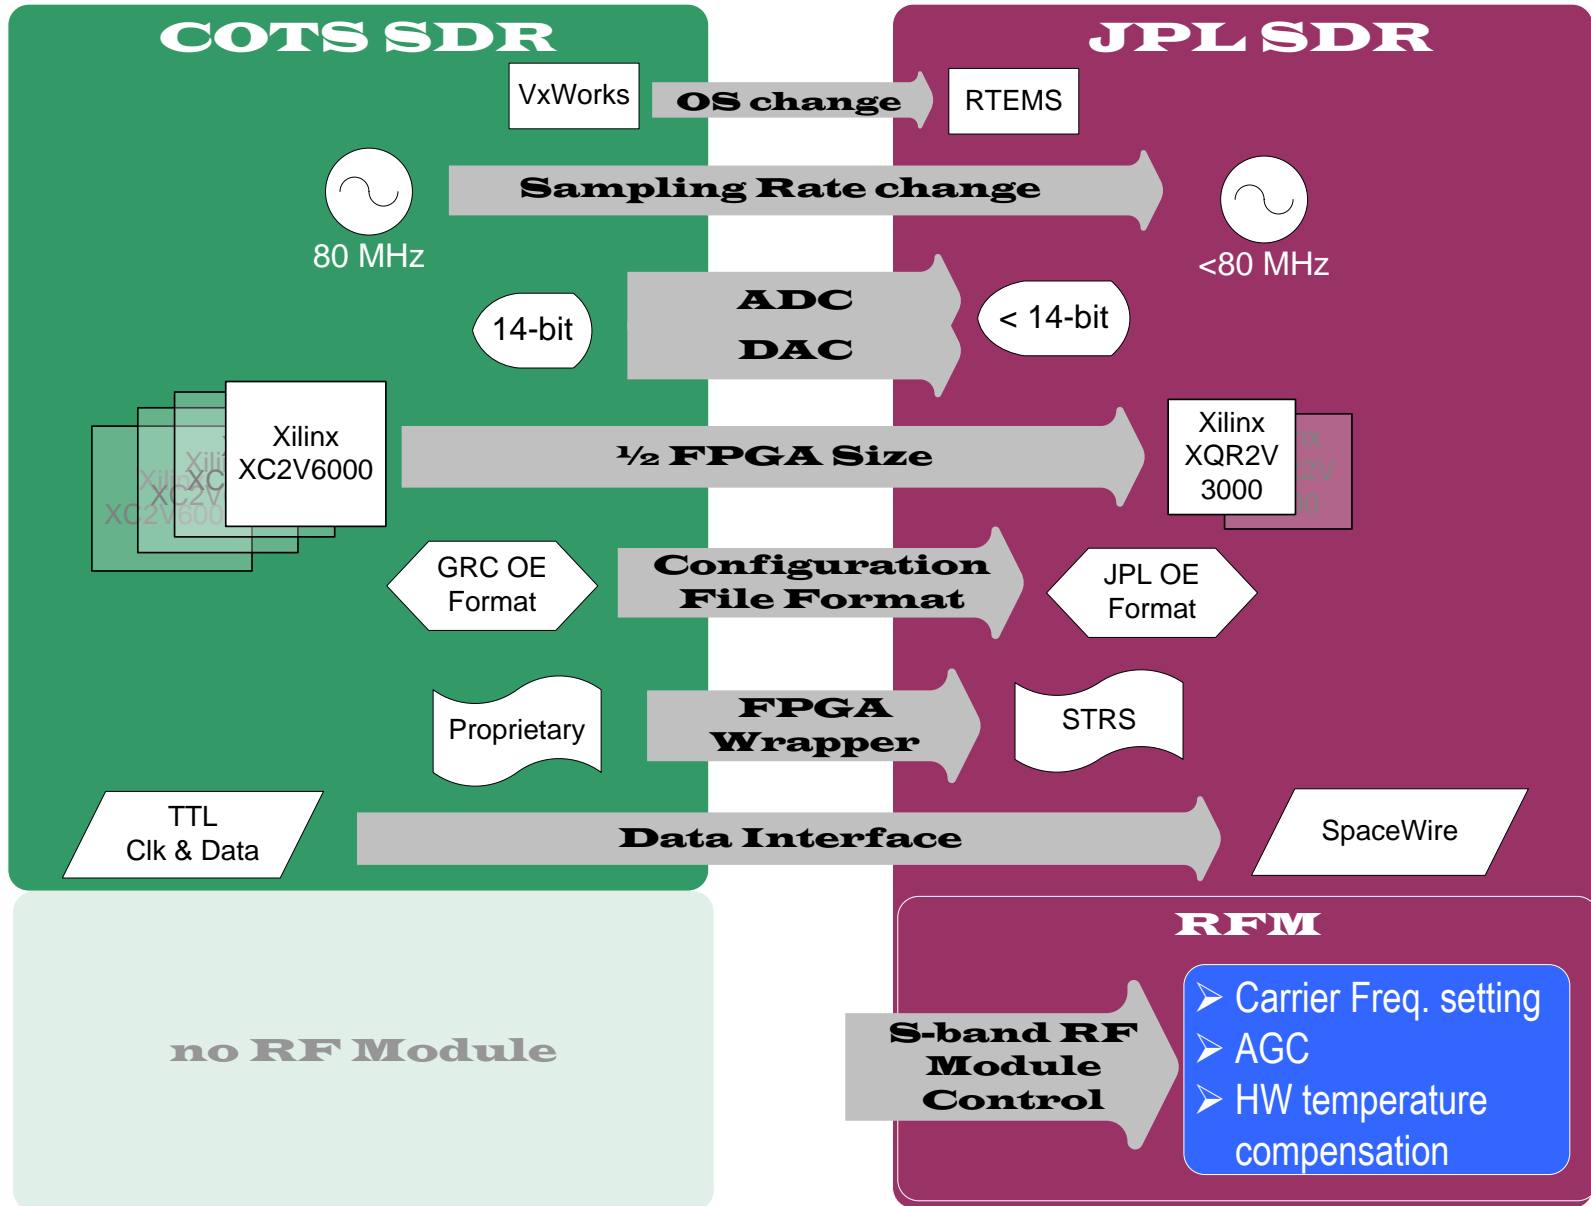 COTS SDR
JPL SDR
VxWorks
OS change
RTEMS
80 MHz
Sampling Rate change
<80 MHz
14-bit
ADC
DAC
< 14-bit
Xilinx
XC2V6000
½ FPGA Size
Xilinx
XQR2V
3000
GRC OE
Format
Configuration
File Format
JPL OE
Format
Proprietary
FPGA
Wrapper
STRS
TTL
Clk & Data
Data Interface
SpaceWire
no RF Module
RFM
S-band RF
Module
Control
➢ Carrier Freq. setting
➢ AGC
➢ HW temperature
compensation